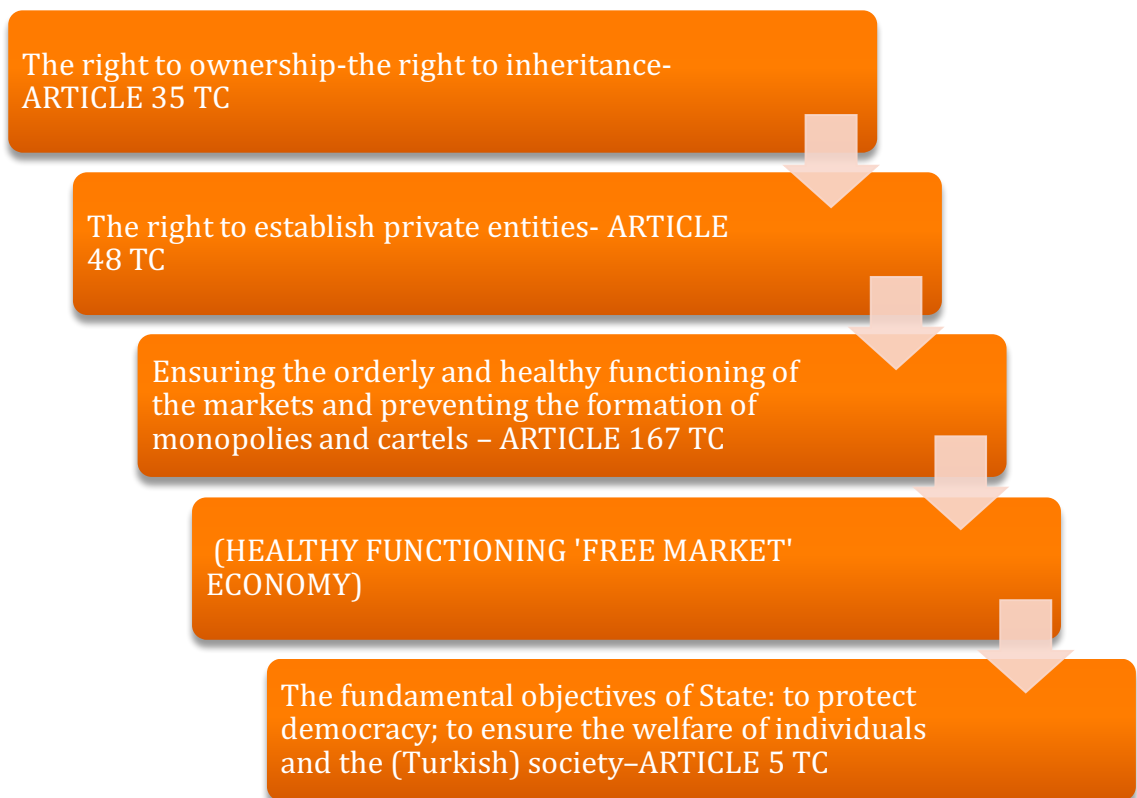 The right to ownership-the right to inheritance-
ARTICLE 35 TC
The right to establish private entities- ARTICLE
48 TC
Ensuring the orderly and healthy functioning of
the markets and preventing the formation of
monopolies and cartels – ARTICLE 167 TC
(HEALTHY FUNCTIONING 'FREE MARKET'
ECONOMY)
The fundamental objectives of State: to protect
democracy; to ensure the welfare of individuals
and the (Turkish) society–ARTICLE 5 TC